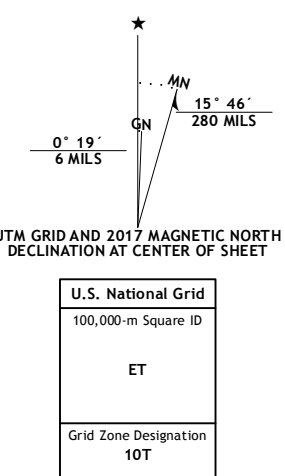 ★
MN
GN
15° 46´
280 MILS
0° 19´
6 MILS
UTM GRID AND 2017 MAGNETIC NORTH
DECLINATION AT CENTER OF SHEET
U.S. National Grid
100,000-m Square ID
ET
Grid Zone Designation
10T